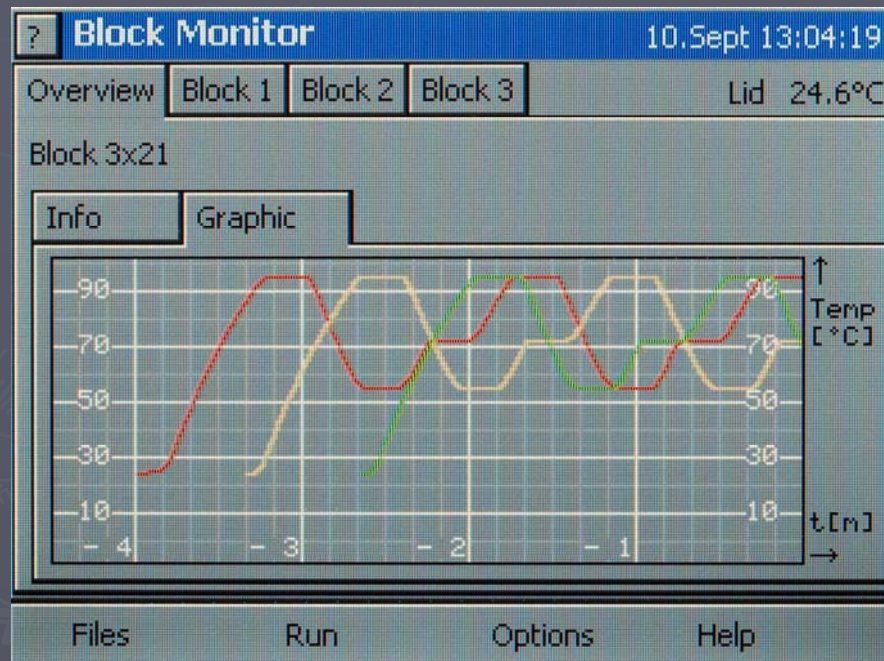 ? Block Monitor 10.Sept 13:04:19
Overview Block 1 Block 2 Block 3 Lid 24.6°C
Block 3x21
Info Graphic
90 90
Temp
[°C]
70 70
50 50
30 30
10 10
t[m]
- 4 - 3 - 2 - 1
Files Run Options Help